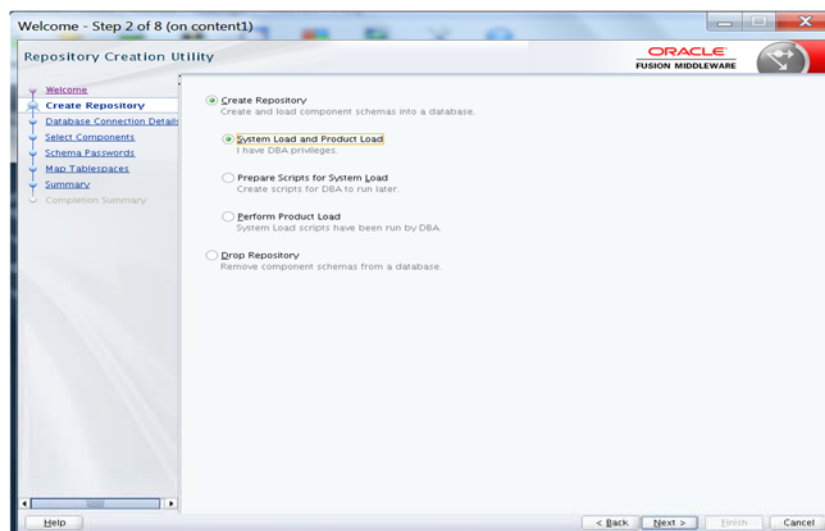 Welcome - Step 2 of 8 (on content1)
Repository Creation Utility
ORACLE
FUSION MIDDLEWARE
Welcome
Create Repository
Database Connection Details
Select Components
Schema Passwords
Map Tablespaces
Summary
Completion Summary
Create Repository
Create and load component schemas into a database.
System Load and Product Load
I have DBA privileges.
Prepare Scripts for System Load
Create scripts for DBA to run later.
Perform Product Load
System Load scripts have been run by DBA.
Drop Repository
Remove component schemas from a database.
Help
< Back
Next >
Finish
Cancel